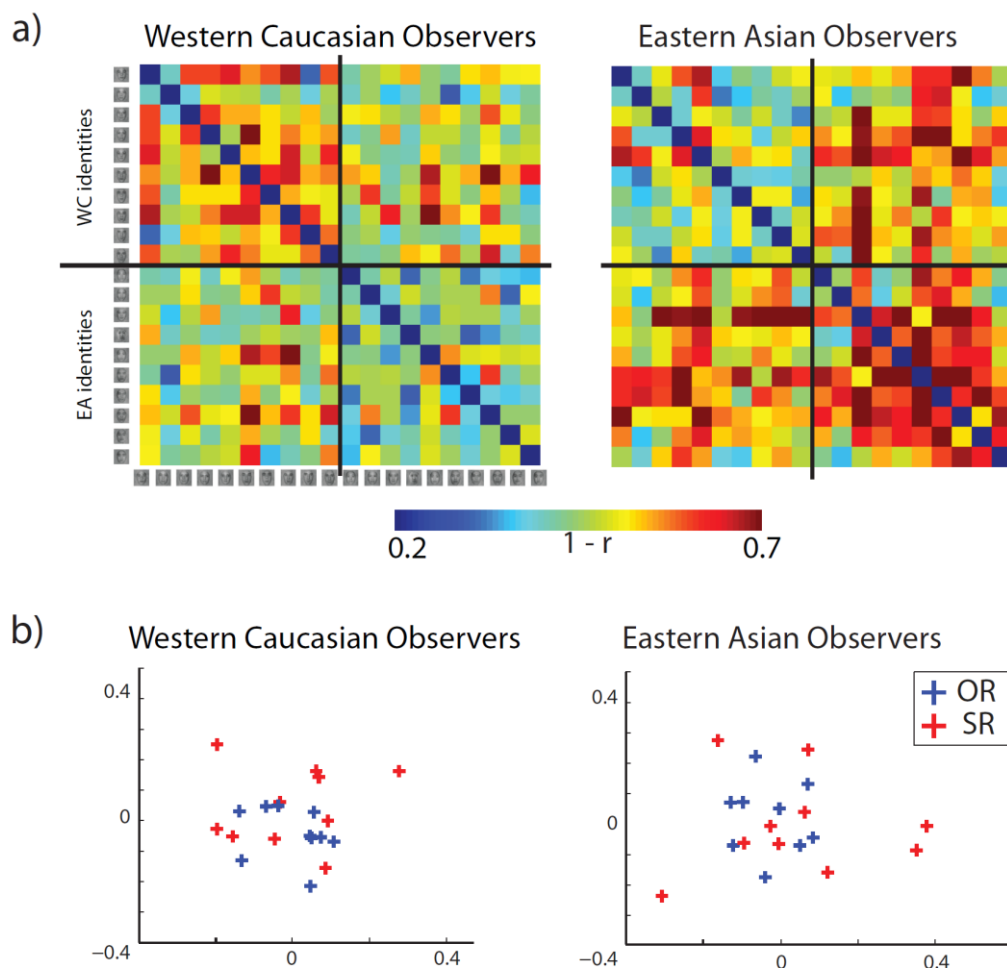 a)
Western Caucasian Observers
Eastern Asian Observers
WC identities
EA identities
0.2
1 - r
0.7
b)
Western Caucasian Observers
Eastern Asian Observers
0.4
0
−0.4
0
0.4
0.4
0
−0.4
0
0.4
OR
SR